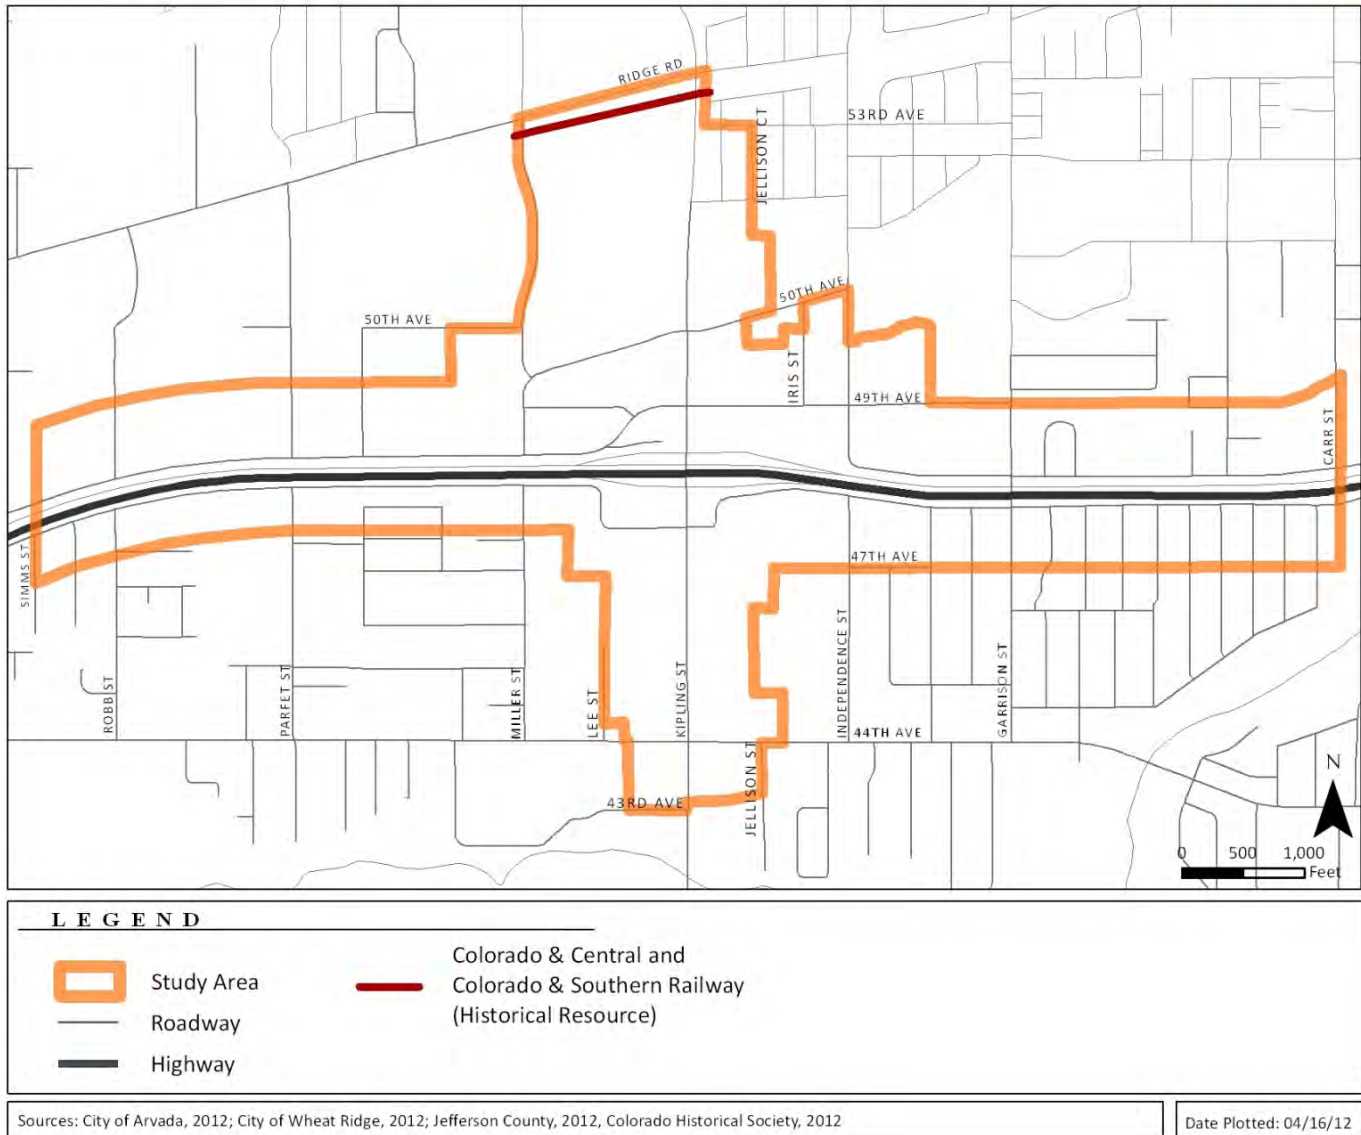 RIDGE RD
53RD AVE
JELLISON CT
50TH AVE
50TH AVE
IRIS ST
49TH AVE
CARR ST
SIMMS ST
47TH AVE
ROBB ST
PARFET ST
MILLER ST
LEE ST
KIPLING ST
INDEPENDENCE ST
GARRISON ST
44TH AVE
JELLISON ST
43RD AVE
N
0 500 1,000
Feet
LEGEND
Study Area
Roadway
Highway
Colorado & Central and
Colorado & Southern Railway
(Historical Resource)
Sources: City of Arvada, 2012; City of Wheat Ridge, 2012; Jefferson County, 2012, Colorado Historical Society, 2012
Date Plotted: 04/16/12